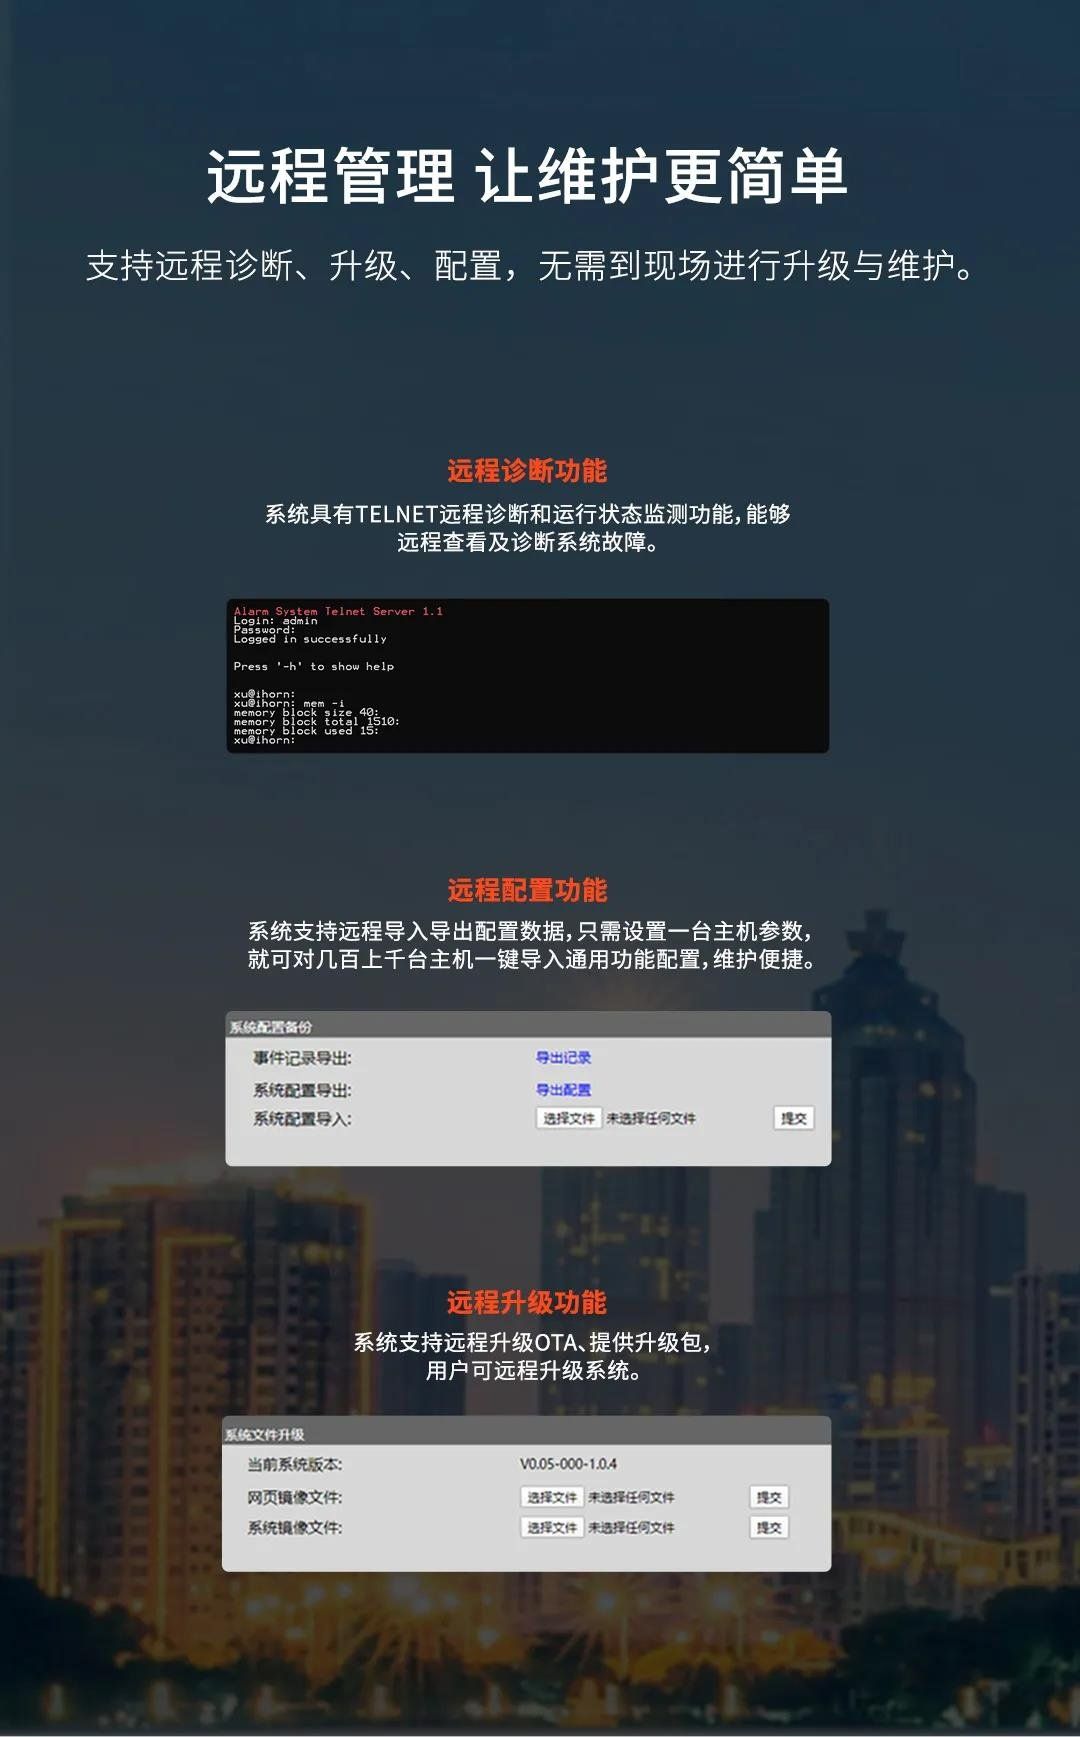 远程管理 让维护更简单
支持远程诊断、升级、配置，无需到现场进行升级与维护。
远程诊断功能
系统具有TELNET远程诊断和运行状态监测功能，能够
远程查看及诊断系统故障。
Alarm System Telnet Server 1.1
Login: admin
Password:
Logged in successfully
Press '-h' to show help
xu@ihorn:
xu@ihorn: mem -i
memory block size 40:
memory block total 1510:
memory block used 15:
xu@ihorn:
远程配置功能
系统支持远程导入导出配置数据，只需设置一台主机参数，
就可对几百上千台主机一键导入通用功能配置，维护便捷。
系统配置备份
事件记录导出: 导出记录
系统配置导出: 导出配置
系统配置导入: 选择文件 未选择任何文件 提交
远程升级功能
系统支持远程升级OTA、提供升级包，
用户可远程升级系统。
系统文件升级
当前系统版本: V0.05-000-1.0.4
网页镜像文件: 选择文件 未选择任何文件 提交
系统镜像文件: 选择文件 未选择任何文件 提交